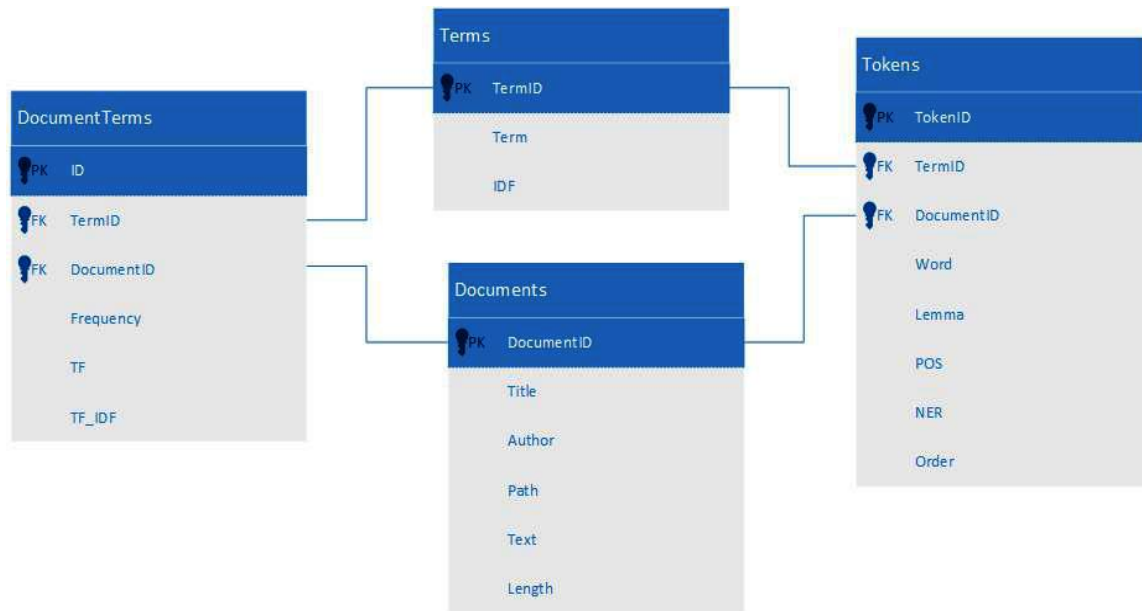 DocumentTerms
PK ID
FK TermID
FK DocumentID
Frequency
TF
TF_IDF
Terms
PK TermID
Term
IDF
Documents
PK DocumentID
Title
Author
Path
Text
Length
Tokens
PK TokenID
FK TermID
FK DocumentID
Word
Lemma
POS
NER
Order